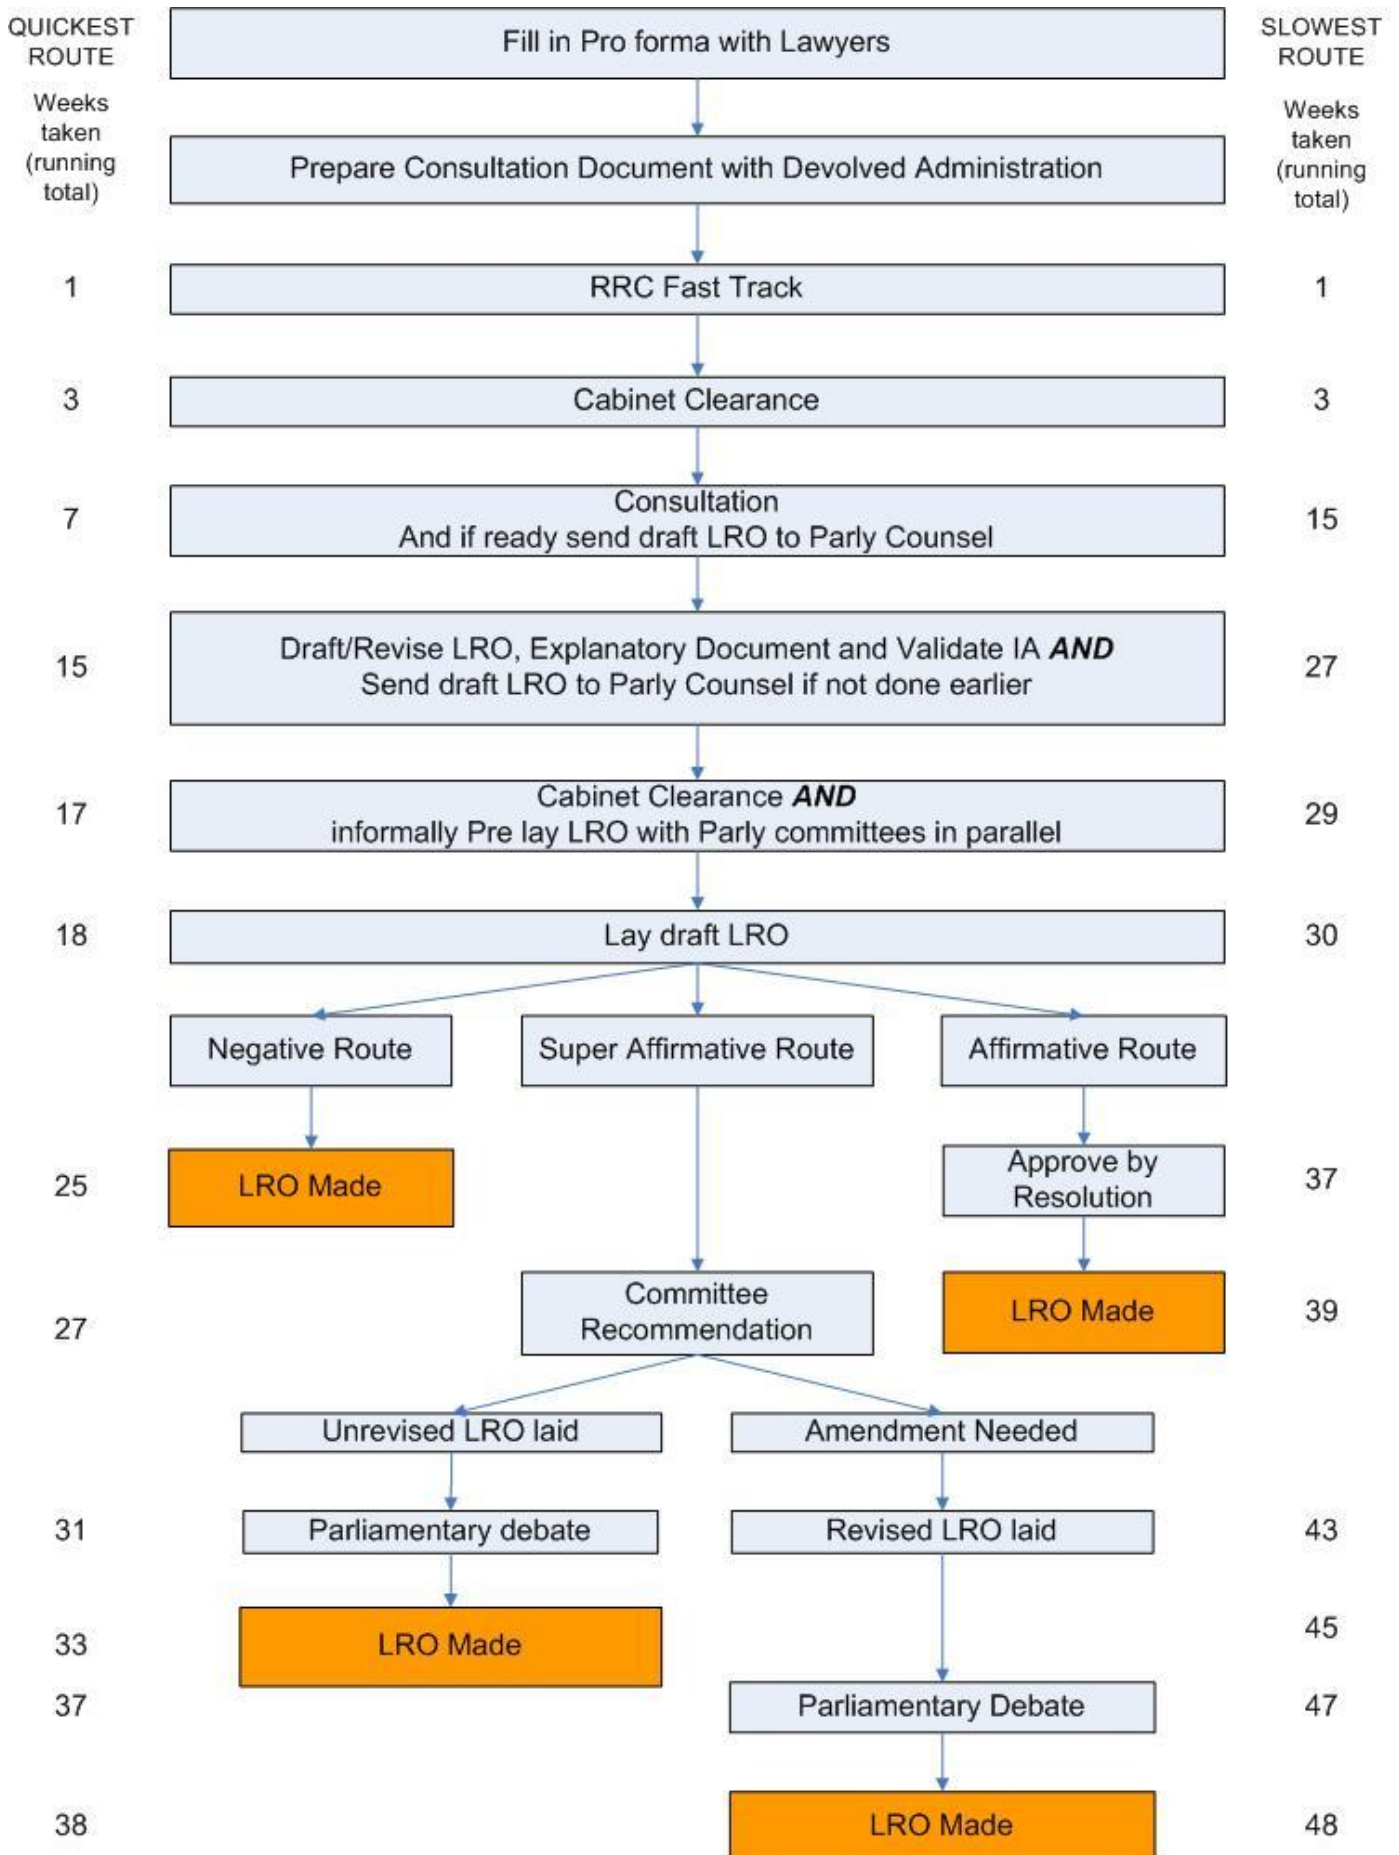 QUICKEST
ROUTE
Weeks
taken
(running
total)
SLOWEST
ROUTE
Weeks
taken
(running
total)
Fill in Pro forma with Lawyers
Prepare Consultation Document with Devolved Administration
1
RRC Fast Track
1
3
Cabinet Clearance
3
7
Consultation
And if ready send draft LRO to Parly Counsel
15
15
Draft/Revise LRO, Explanatory Document and Validate IA AND
Send draft LRO to Parly Counsel if not done earlier
27
17
Cabinet Clearance AND
informally Pre lay LRO with Parly committees in parallel
29
18
Lay draft LRO
30
Negative Route
Super Affirmative Route
Affirmative Route
25
LRO Made
Approve by
Resolution
37
27
Committee
Recommendation
LRO Made
39
Unrevised LRO laid
Amendment Needed
31
Parliamentary debate
Revised LRO laid
43
33
LRO Made
45
37
Parliamentary Debate
47
38
LRO Made
48